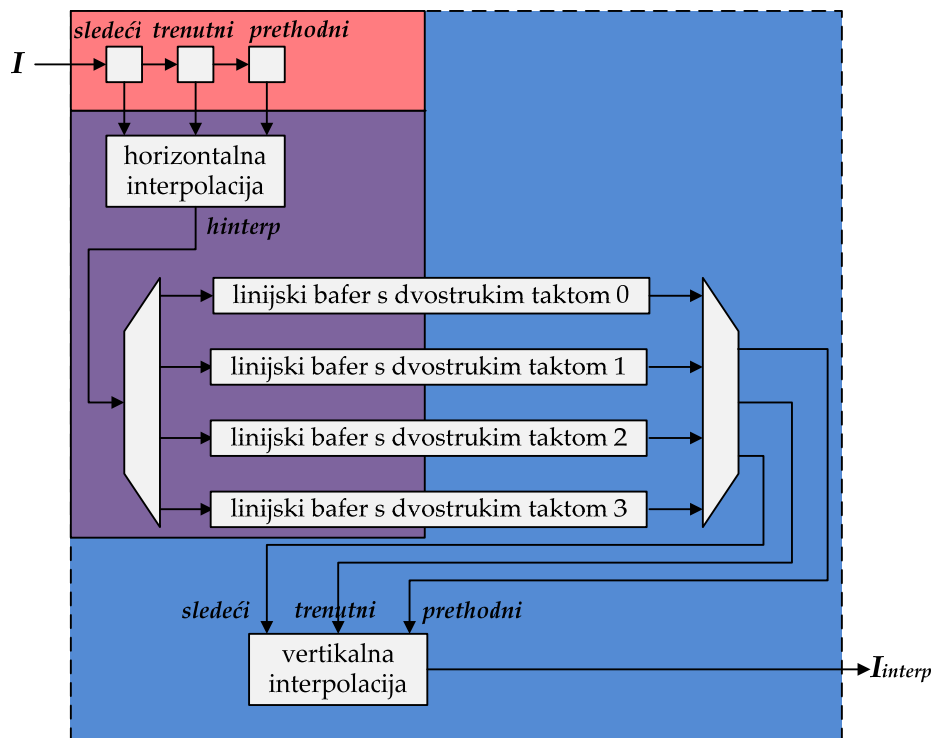 sledeći trenutni prethodni
I
horizontalna
interpolacija
hinterp
linijski bafer s dvostrukim taktom 0
linijski bafer s dvostrukim taktom 1
linijski bafer s dvostrukim taktom 2
linijski bafer s dvostrukim taktom 3
sledeći trenutni prethodni
vertikalna
interpolacija
Iinterp